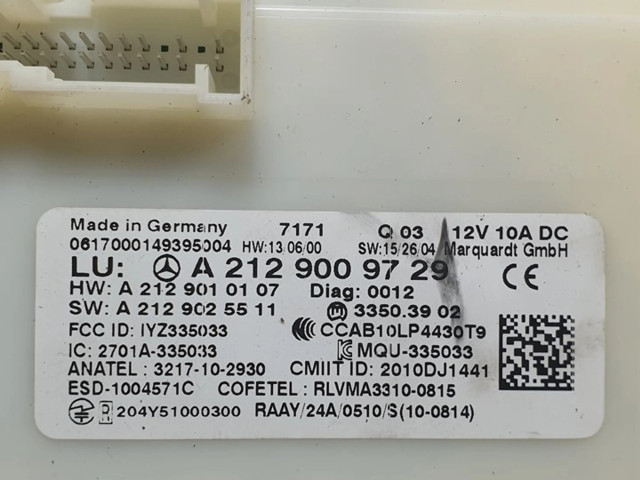 Made in Germany 7171 Q 03 12V 10A DC
0617000149395004 HW:13/06/00 SW:15/26/04 Marquardt GmbH
LU: A 212 900 97 29 CE
HW: A 212 901 01 07 Diag: 0012
SW: A 212 902 55 11 m 3350.39 02
FCC ID: IYZ335033 CCAB10LP4430T9
IC: 2701A-335033 MQU-335033
ANATEL : 3217-10-2930 CMIIT ID: 2010DJ1441
ESD-1004571C COFETEL : RLVMA3310-0815
R 204Y51000300 RAAY/24A/0510/S(10-0814)